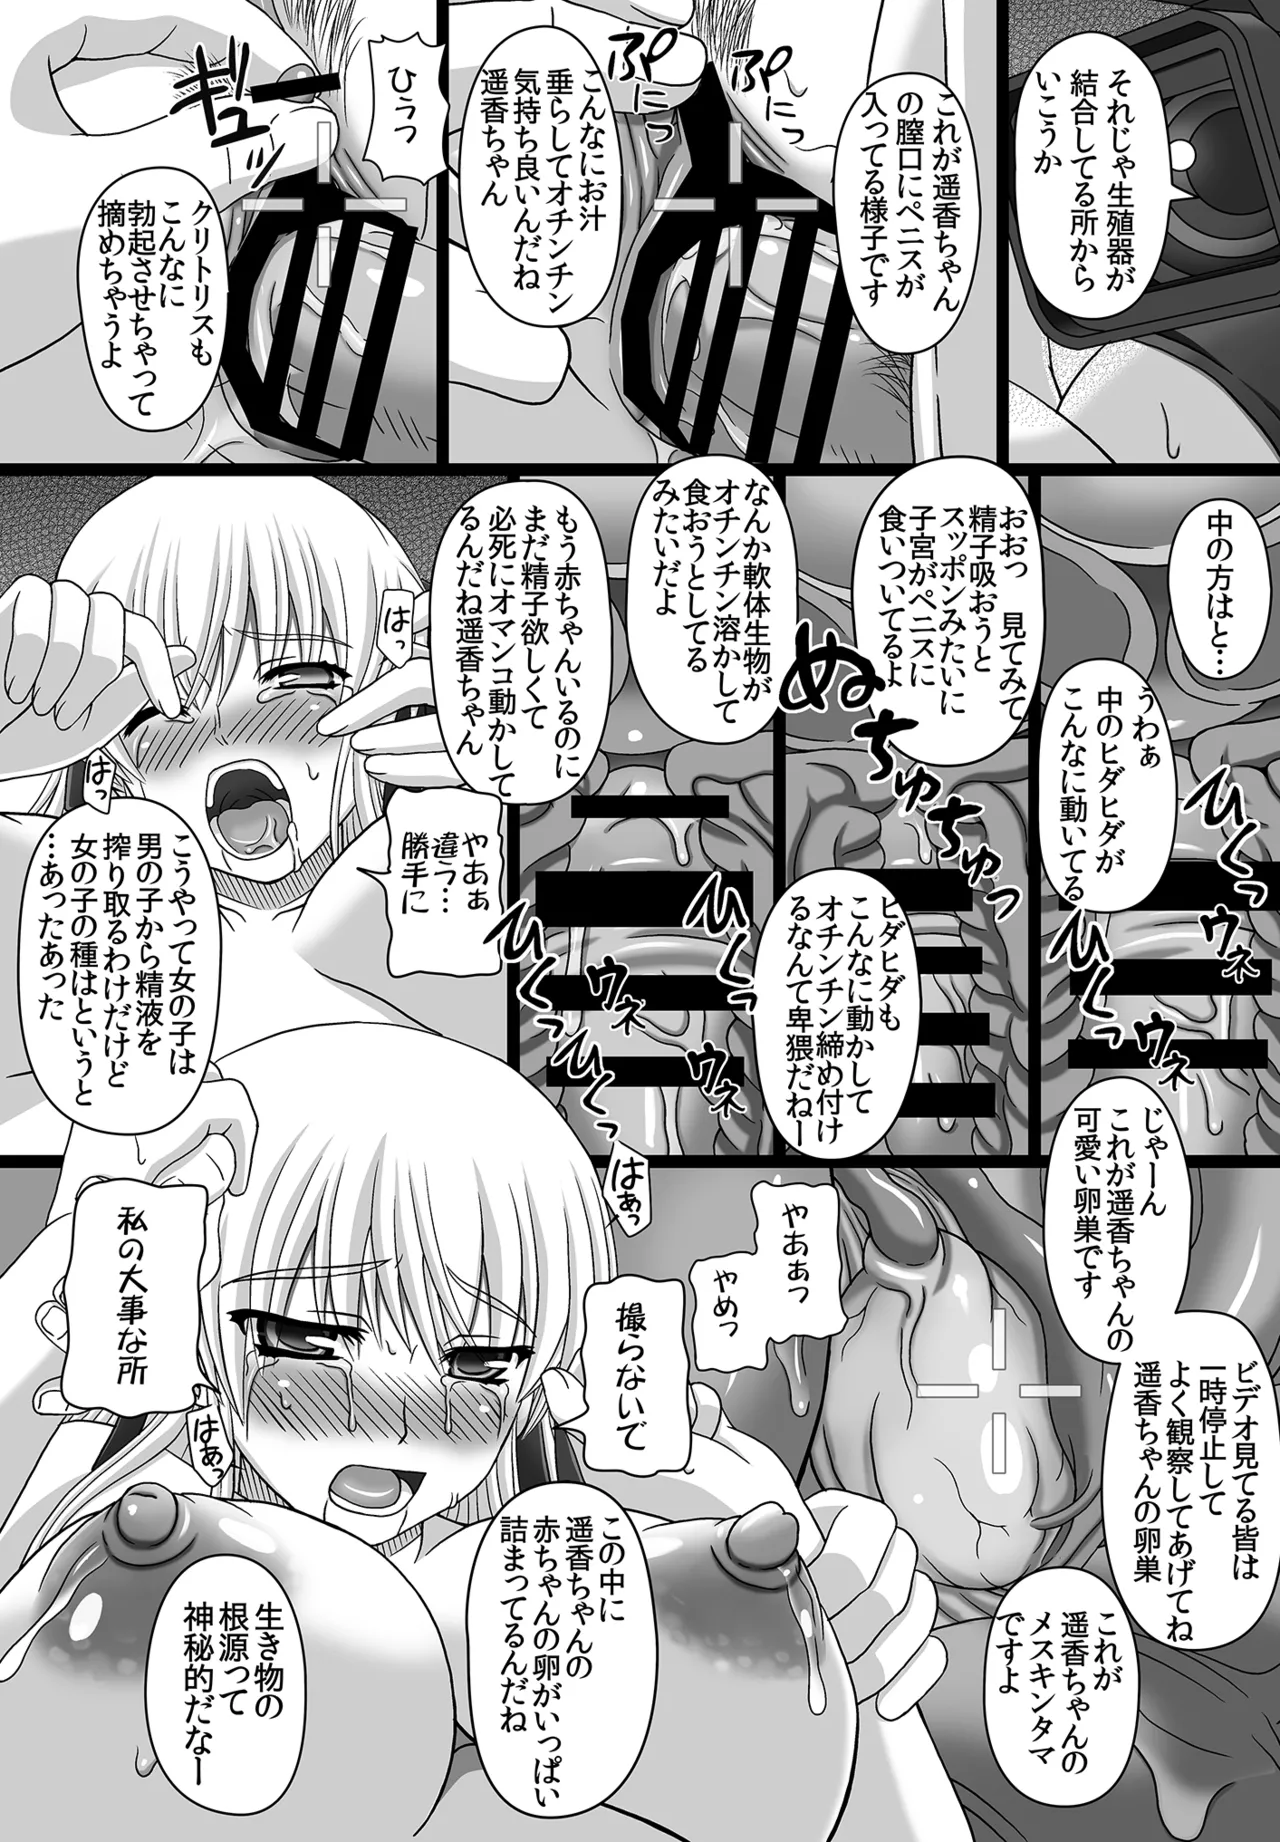 それじゃ生殖器が
結合してる所から
いこうか
これが遥香ちゃん
の膣口にペニスが
入ってる様子です
ぷにっ
ぷにっ
こんなにお汁
垂らしてオチンチン
気持ち良いんだね
遥香ちゃん
ひうっ
ギュッ
クリトリスも
こんなに
勃起させちゃって
摘めちゃうよ
中の方はと…
うわぁ
中のヒダヒダが
こんなに動いてる
ひくっ
ウネ
ひくっ
ウネ
おおっ 見てみて
精子吸おうと
スッポンみたいに
子宮がペニスに
食いついてるよ
ぬちゅちゅっ
ヒダヒダも
こんなに動かして
オチンチン締め付け
るなんて卑猥だねー
なんか軟体生物が
オチンチン溶かして
食おうとしてる
みたいだよ
ひくっ
ウネ
ひくっ
ウネ
もう赤ちゃんいるのに
まだ精子欲しくて
必死にオマンコ動かして
るんだね遥香ちゃん
はっ
はっ
やあぁ
違う…
勝手に
こうやって女の子は
男の子から精液を
搾り取るわけだけど
女の子の種はというと
…あったあった
じゃーん
これが遥香ちゃんの
可愛い卵巣です
ビデオ見てる皆は
一時停止して
よく観察してあげてね
遥香ちゃんの卵巣
これが
遥香ちゃんの
メスキンタマ
ですよ
やあぁっ
やめっ
はぁっ
撮らないで
私の大事な所
はぁっ
この中に
遥香ちゃんの
赤ちゃんの卵がいっぱい
詰まってるんだね
生き物の
根源って
神秘的だなー